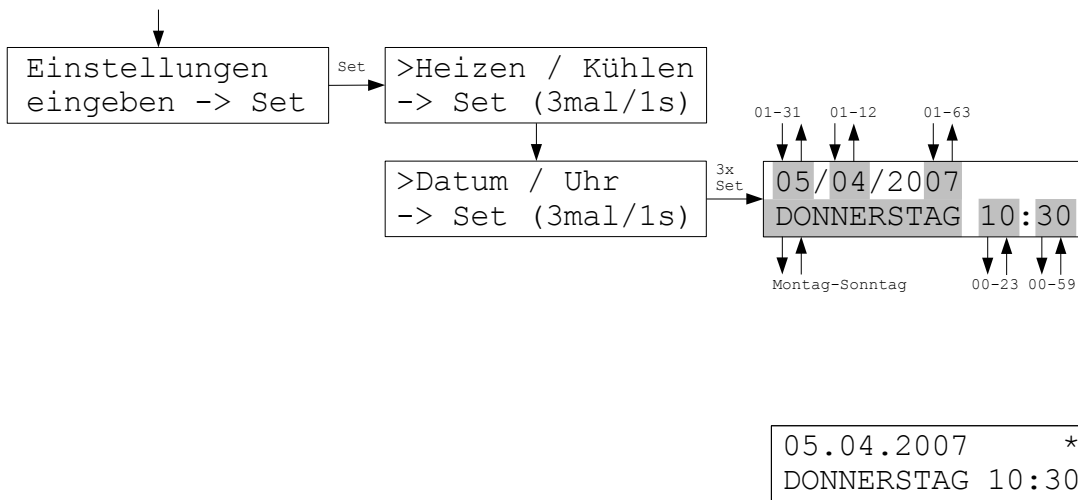 Einstellungen
eingeben -> Set
Set
>Heizen / Kühlen
-> Set (3mal/1s)
>Datum / Uhr
-> Set (3mal/1s)
3x
Set
01-31 01-12 01-63
05/04/2007
DONNERSTAG 10:30
Montag-Sonntag 00-23 00-59
05.04.2007 *
DONNERSTAG 10:30